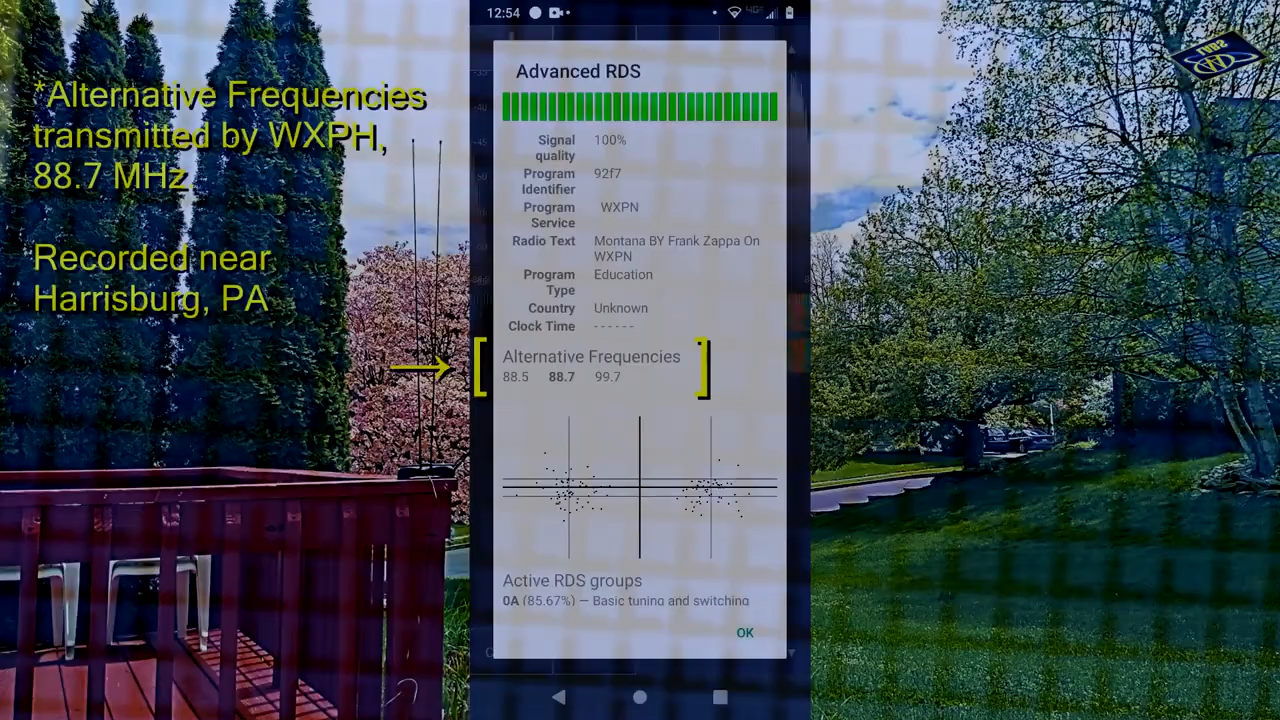 *Alternative Frequencies
transmitted by WXPH,
88.7 MHz.
Recorded near
Harrisburg, PA
12:54
4G
Advanced RDS
Signal quality 100%
Program Identifier 92f7
Program Service WXPN
Radio Text Montana BY Frank Zappa On WXPN
Program Type Education
Country Unknown
Clock Time - - - - - -
Alternative Frequencies
88.5 88.7 99.7
Active RDS groups
0A (85.67%) — Basic tuning and switching
OK